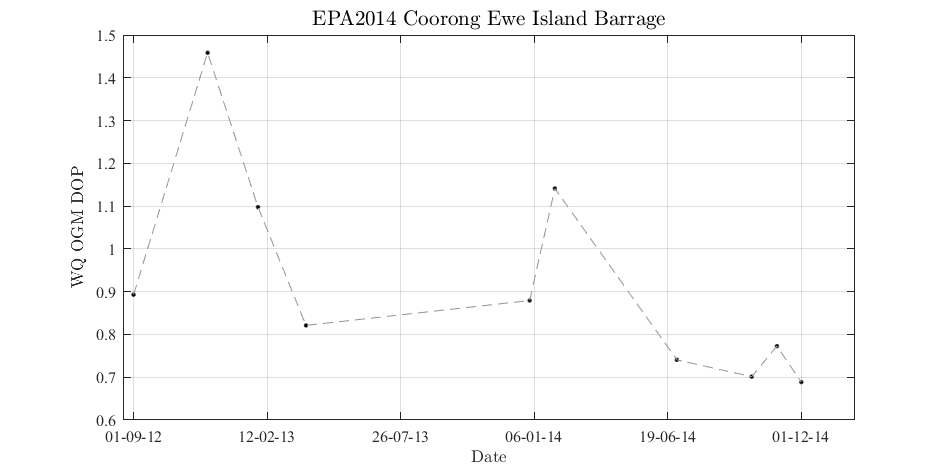 EPA2014 Coorong Ewe Island Barrage
WQ OGM DOP
1.5
1.4
1.3
1.2
1.1
1
0.9
0.8
0.7
0.6
01-09-12 12-02-13 26-07-13 06-01-14 19-06-14 01-12-14
Date